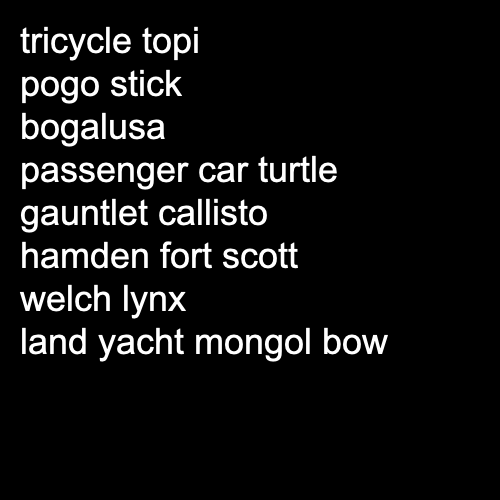 tricycle topi
pogo stick
bogalusa
passenger car turtle
gauntlet callisto
hamden fort scott
welch lynx
land yacht mongol bow